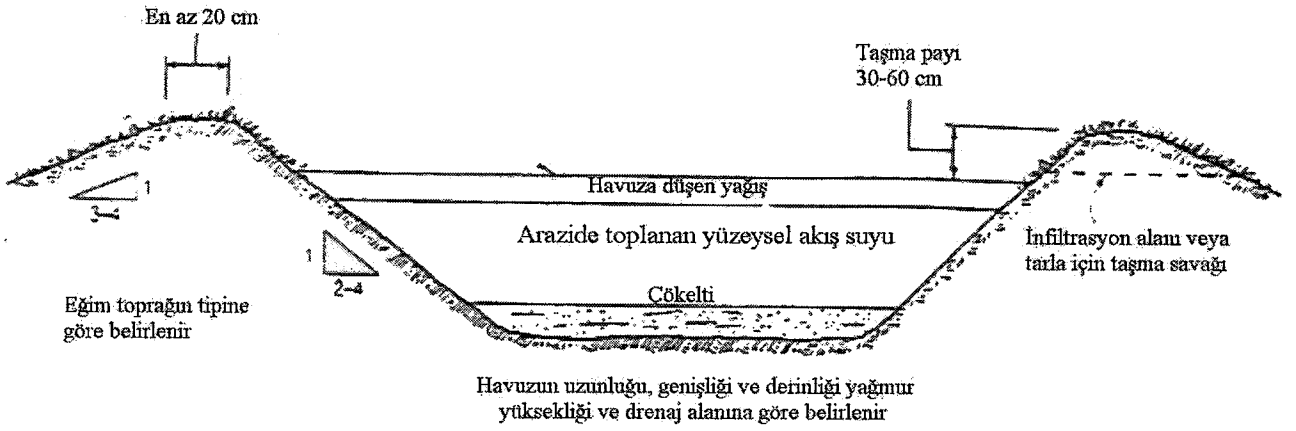 En az 20 cm
Taşma payı
30-60 cm
Havuza düşen yağış
Arazide toplanan yüzeysel akış suyu
Çökelti
1
3-4
1
2-4
İnfiltrasyon alanı veya
tarla için taşma savağı
Eğim toprağın tipine
göre belirlenir
Havuzun uzunluğu, genişliği ve derinliği yağmur
yüksekliği ve drenaj alanına göre belirlenir